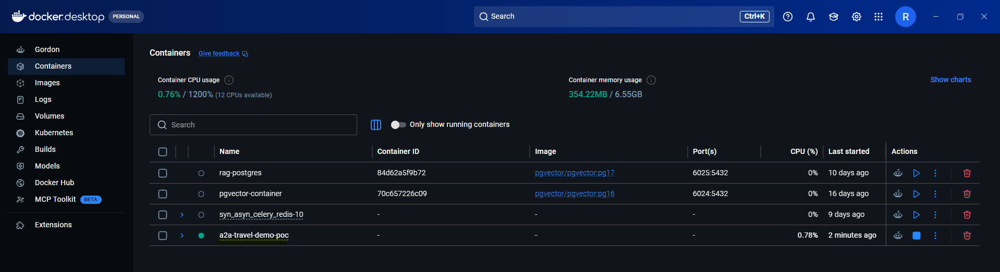 docker.desktop PERSONAL Search Ctrl+K R
Gordon
Containers
Images
Logs
Volumes
Kubernetes
Builds
Models
Docker Hub
MCP Toolkit BETA
Extensions
Containers Give feedback
Container CPU usage
0.76% / 1200% (12 CPUs available)
Container memory usage
354.22MB / 6.55GB
Show charts
Search
Only show running containers
Name Container ID Image Port(s) CPU (%) Last started Actions
rag-postgres 84d62a5f9b72 pgvector/pgvector:pg17 6025:5432 0% 10 days ago
pgvector-container 70c657226c09 pgvector/pgvector:pg16 6024:5432 0% 16 days ago
syn_asyn_celery_redis-10 - - - 0% 9 days ago
a2a-travel-demo-poc - - - 0.78% 2 minutes ago